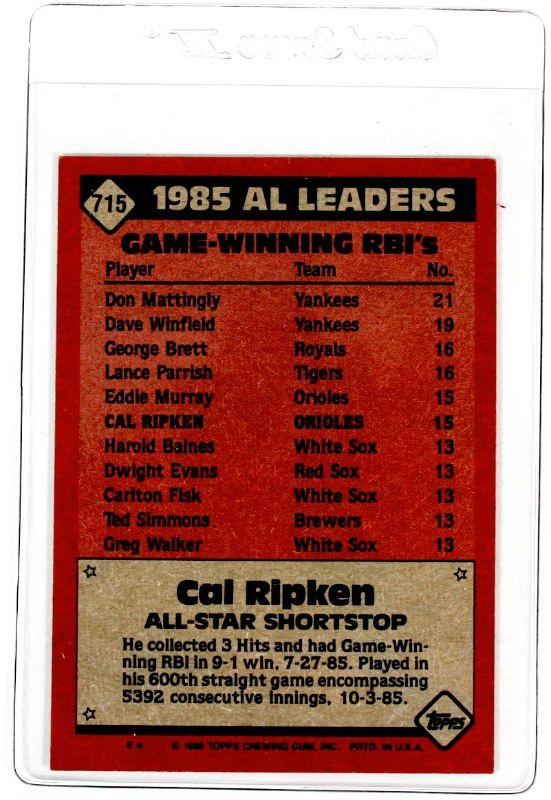 Card Saver II
715
1985 AL LEADERS
GAME-WINNING RBI's
Player Team No.
Don Mattingly Yankees 21
Dave Winfield Yankees 19
George Brett Royals 16
Lance Parrish Tigers 16
Eddie Murray Orioles 15
CAL RIPKEN ORIOLES 15
Harold Baines White Sox 13
Dwight Evans Red Sox 13
Carlton Fisk White Sox 13
Ted Simmons Brewers 13
Greg Walker White Sox 13
Cal Ripken
ALL-STAR SHORTSTOP
He collected 3 Hits and had Game-Win-
ning RBI in 9-1 win, 7-27-85. Played in
his 600th straight game encompassing
5392 consecutive innings, 10-3-85.
topps
E* © 1986 TOPPS CHEWING GUM, INC. PRTD. IN U.S.A.